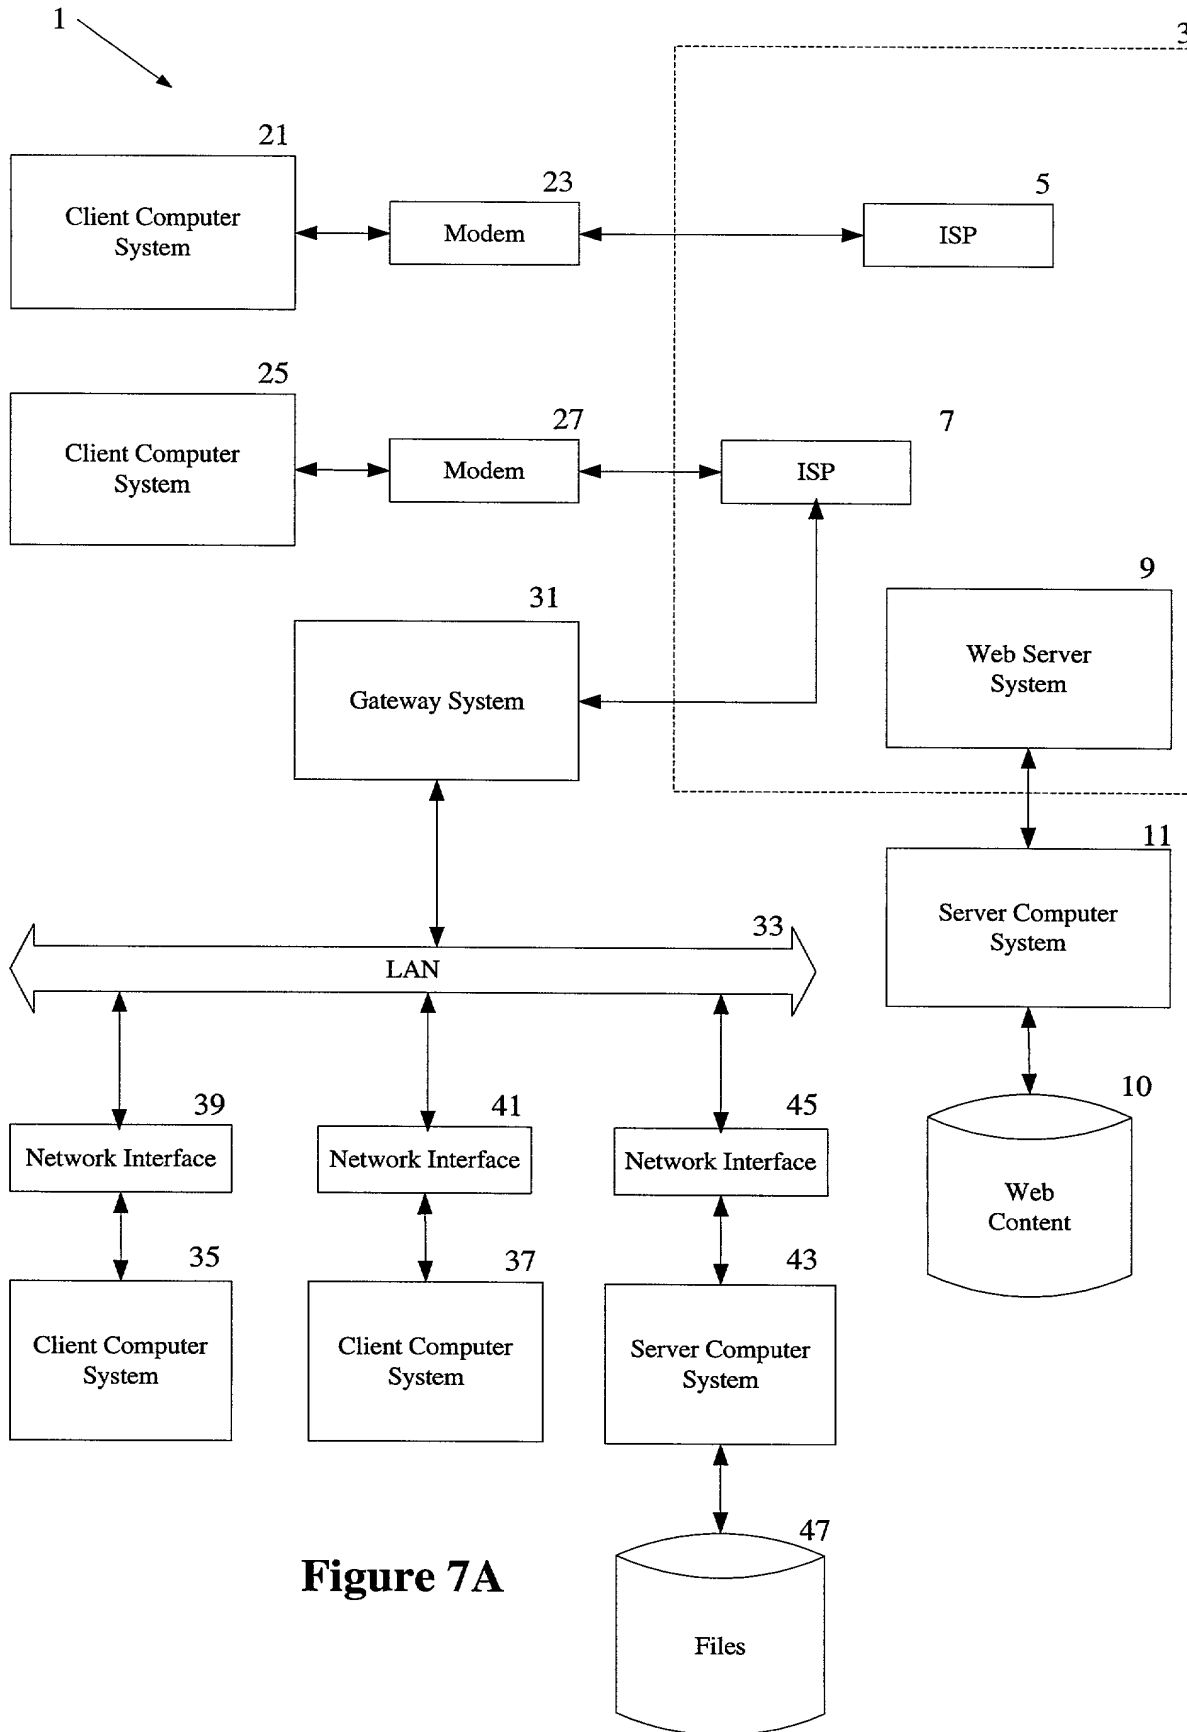 1
3
21
Client Computer
System
23
Modem
5
ISP
25
Client Computer
System
27
Modem
7
ISP
31
Gateway System
9
Web Server
System
11
Server Computer
System
33
LAN
10
Web
Content
39
Network Interface
41
Network Interface
45
Network Interface
35
Client Computer
System
37
Client Computer
System
43
Server Computer
System
47
Files
Figure 7A